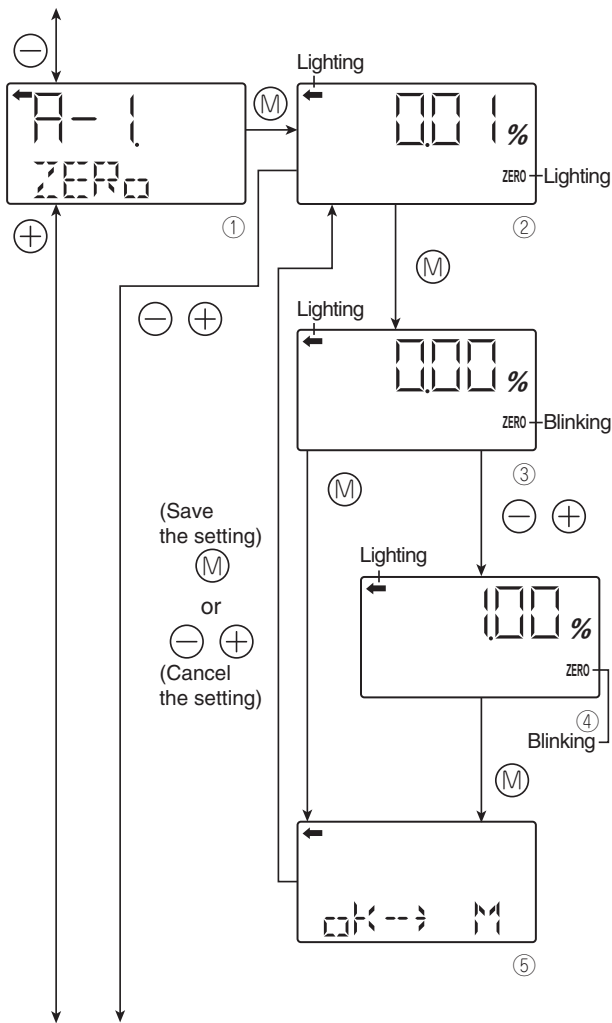 ⊖
Lighting
← A-1.
ZERo
Ⓜ
← 0.01 %
ZERO Lighting
⊕
①
②
Ⓜ
⊖ ⊕
Lighting
← 0.00 %
ZERO Blinking
③
Ⓜ
⊖ ⊕
(Save
the setting)
Ⓜ
or
⊖ ⊕
(Cancel
the setting)
Lighting
← 1.00 %
ZERO
④
Blinking
Ⓜ
←
oK--> M
⑤